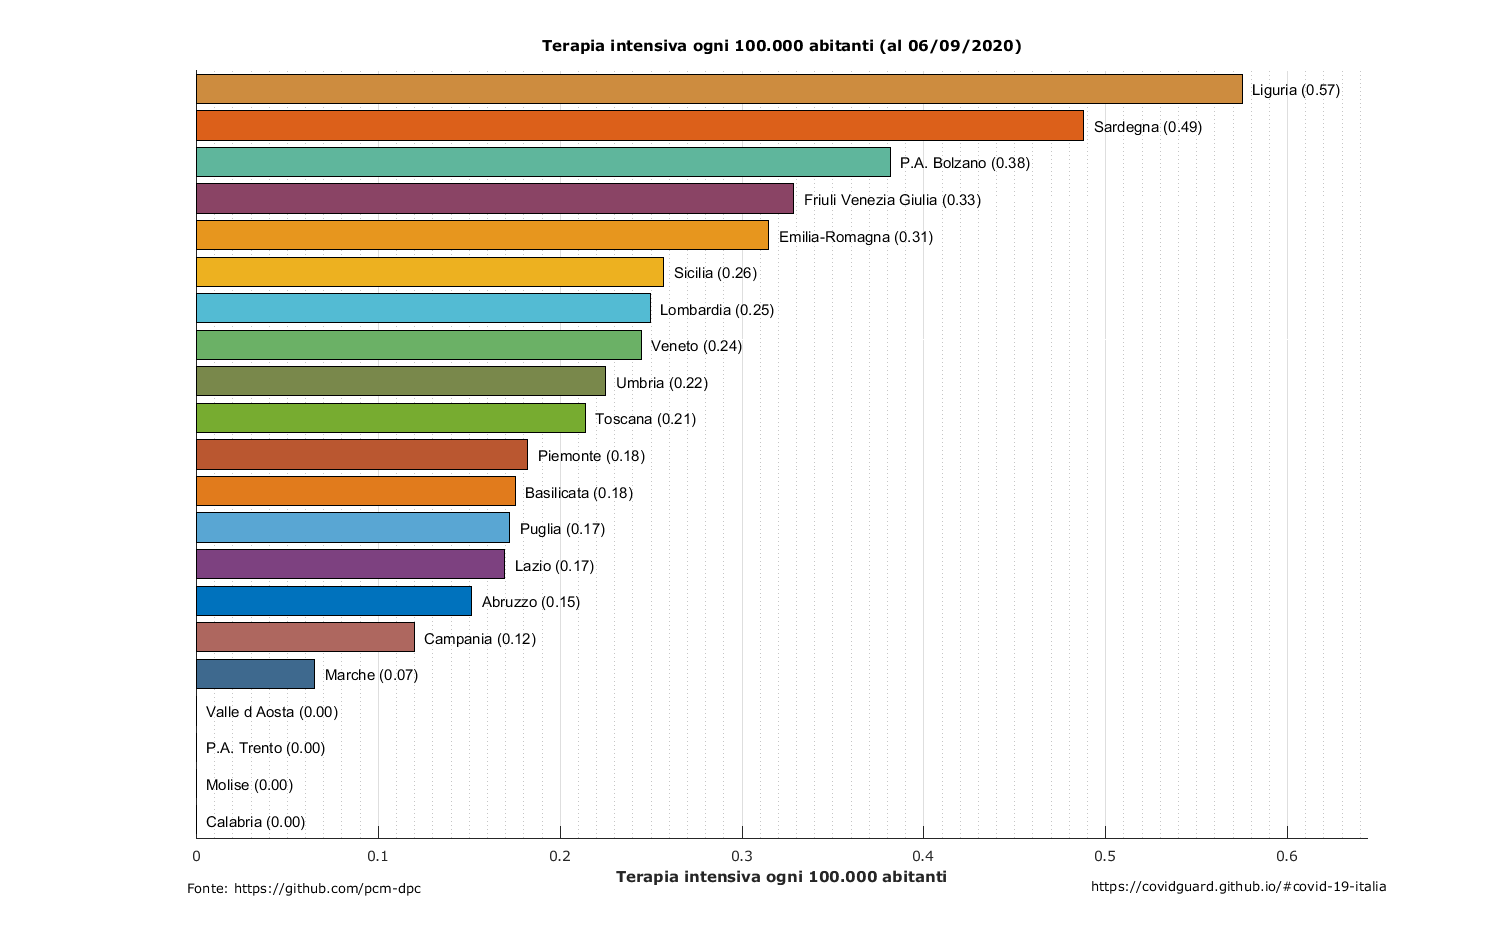 Terapia intensiva ogni 100.000 abitanti (al 06/09/2020)
Liguria (0.57)
Sardegna (0.49)
P.A. Bolzano (0.38)
Friuli Venezia Giulia (0.33)
Emilia-Romagna (0.31)
Sicilia (0.26)
Lombardia (0.25)
Veneto (0.24)
Umbria (0.22)
Toscana (0.21)
Piemonte (0.18)
Basilicata (0.18)
Puglia (0.17)
Lazio (0.17)
Abruzzo (0.15)
Campania (0.12)
Marche (0.07)
Valle d Aosta (0.00)
P.A. Trento (0.00)
Molise (0.00)
Calabria (0.00)
0 0.1 0.2 0.3 0.4 0.5 0.6
Terapia intensiva ogni 100.000 abitanti
Fonte: https://github.com/pcm-dpc
https://covidguard.github.io/#covid-19-italia